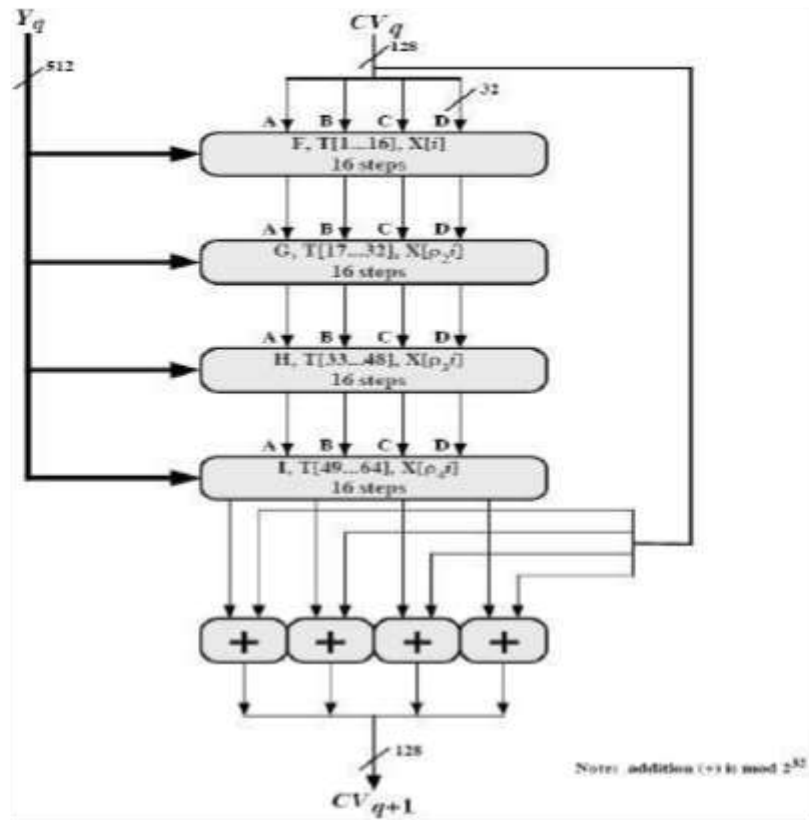 Yq
CVq
128
512
32
A B C D
F, T[1...16], X[i]
16 steps
A B C D
G, T[17...32], X[ρ2i]
16 steps
A B C D
H, T[33...48], X[ρ3i]
16 steps
A B C D
I, T[49...64], X[ρ4i]
16 steps
+ + + +
128
Note: addition (+) is mod 2^32
CVq+1